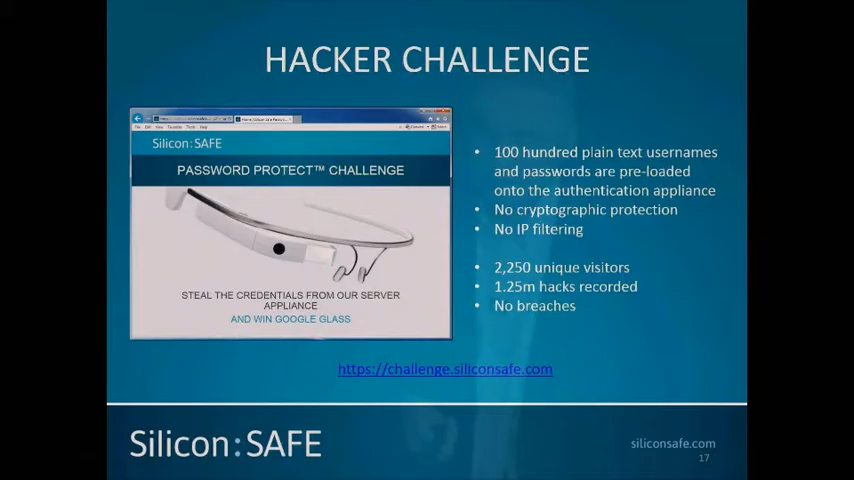 HACKER CHALLENGE
Silicon:SAFE
PASSWORD PROTECT™ CHALLENGE
STEAL THE CREDENTIALS FROM OUR SERVER
APPLIANCE
AND WIN GOOGLE GLASS
• 100 hundred plain text usernames
and passwords are pre-loaded
onto the authentication appliance
• No cryptographic protection
• No IP filtering
• 2,250 unique visitors
• 1.25m hacks recorded
• No breaches
https://challenge.siliconsafe.com
Silicon:SAFE
siliconsafe.com
17